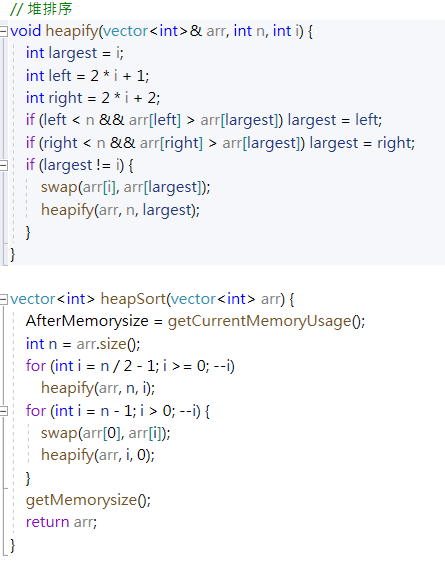 // 堆排序
void heapify(vector<int>& arr, int n, int i) {
int largest = i;
int left = 2 * i + 1;
int right = 2 * i + 2;
if (left < n && arr[left] > arr[largest]) largest = left;
if (right < n && arr[right] > arr[largest]) largest = right;
if (largest != i) {
swap(arr[i], arr[largest]);
heapify(arr, n, largest);
}
}
vector<int> heapSort(vector<int> arr) {
AfterMemorysize = getCurrentMemoryUsage();
int n = arr.size();
for (int i = n / 2 - 1; i >= 0; --i)
heapify(arr, n, i);
for (int i = n - 1; i > 0; --i) {
swap(arr[0], arr[i]);
heapify(arr, i, 0);
}
getMemorysize();
return arr;
}